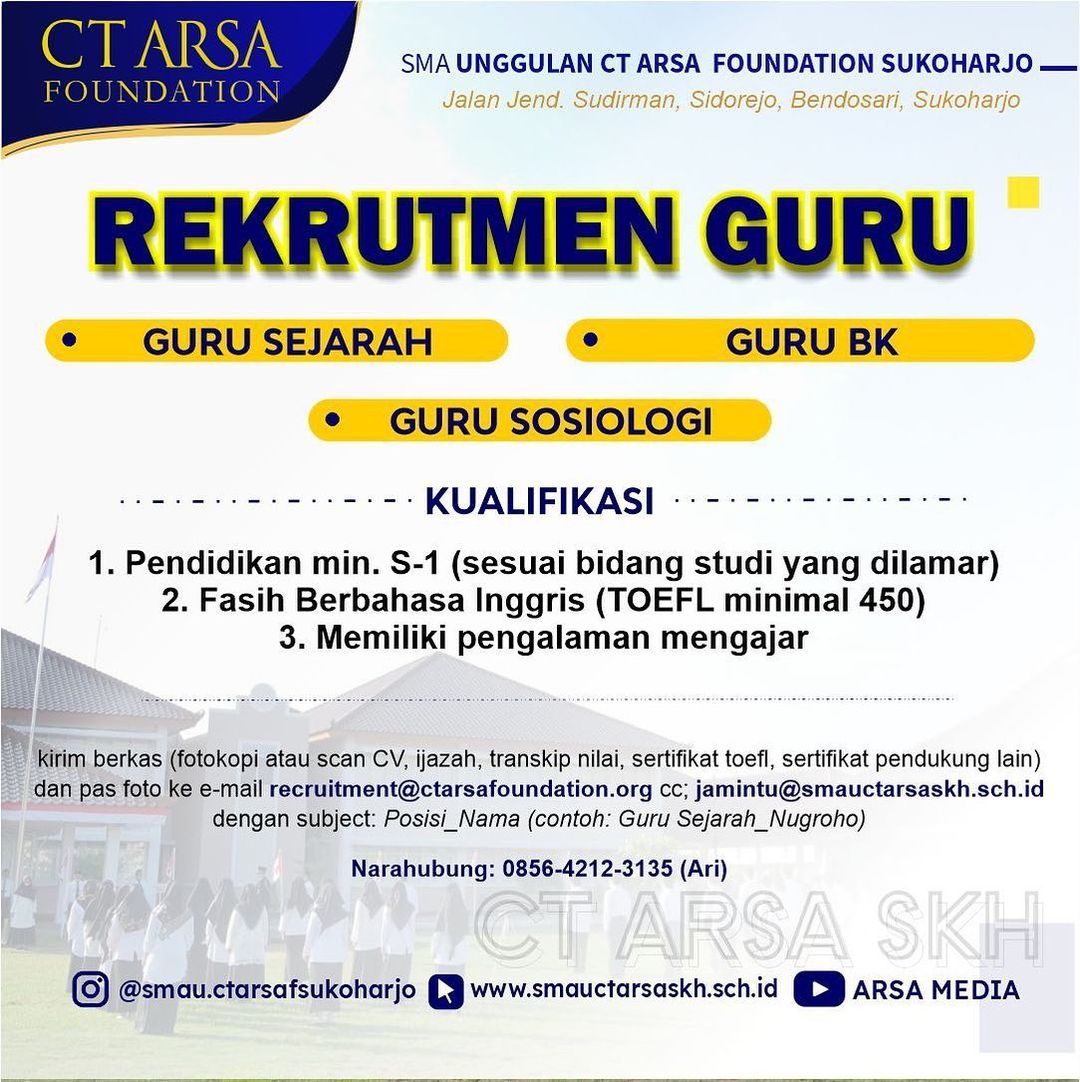 CT ARSA
FOUNDATION
SMA UNGGULAN CT ARSA FOUNDATION SUKOHARJO
Jalan Jend. Sudirman, Sidorejo, Bendosari, Sukoharjo
REKRUTMEN GURU
• GURU SEJARAH
• GURU BK
• GURU SOSIOLOGI
KUALIFIKASI
1. Pendidikan min. S-1 (sesuai bidang studi yang dilamar)
2. Fasih Berbahasa Inggris (TOEFL minimal 450)
3. Memiliki pengalaman mengajar
kirim berkas (fotokopi atau scan CV, ijazah, transkip nilai, sertifikat toefl, sertifikat pendukung lain)
dan pas foto ke e-mail recruitment@ctarsafoundation.org cc; jamintu@smauctarsaskh.sch.id
dengan subject: Posisi_Nama (contoh: Guru Sejarah_Nugroho)
Narahubung: 0856-4212-3135 (Ari)
CT ARSA SKH
@smau.ctarsafsukoharjo www.smauctarsaskh.sch.id ARSA MEDIA